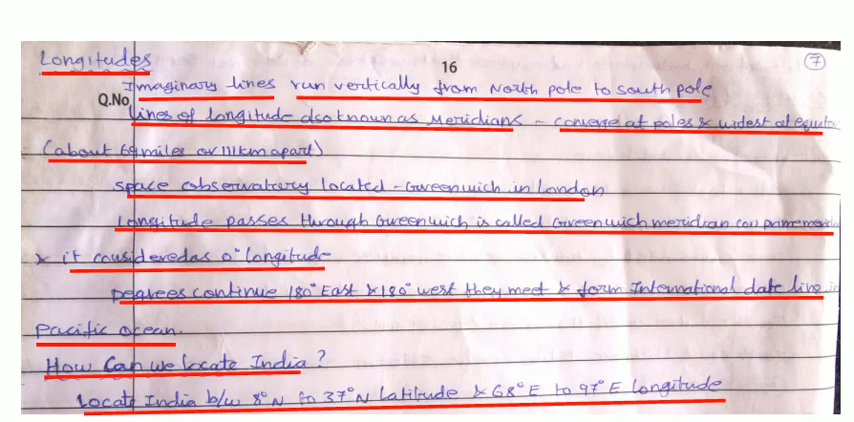 Longitudes
16
7
Imaginary lines run vertically from North pole to south pole
Q.No
lines of longitude also known as Meridians - converge at poles & widest at equator
(about 69 miles or 111km apart)
space observatory located - Greenwich in London
Longitude passes through Greenwich is called Greenwich meridian (or) prime meridi
& it considered as 0° longitude
Degrees continue 180° East & 180° west they meet & form International date line in
pacific ocean.
How Can we locate India?
Locate India b/w 8°N to 37°N Latitude & 68°E to 97°E longitude